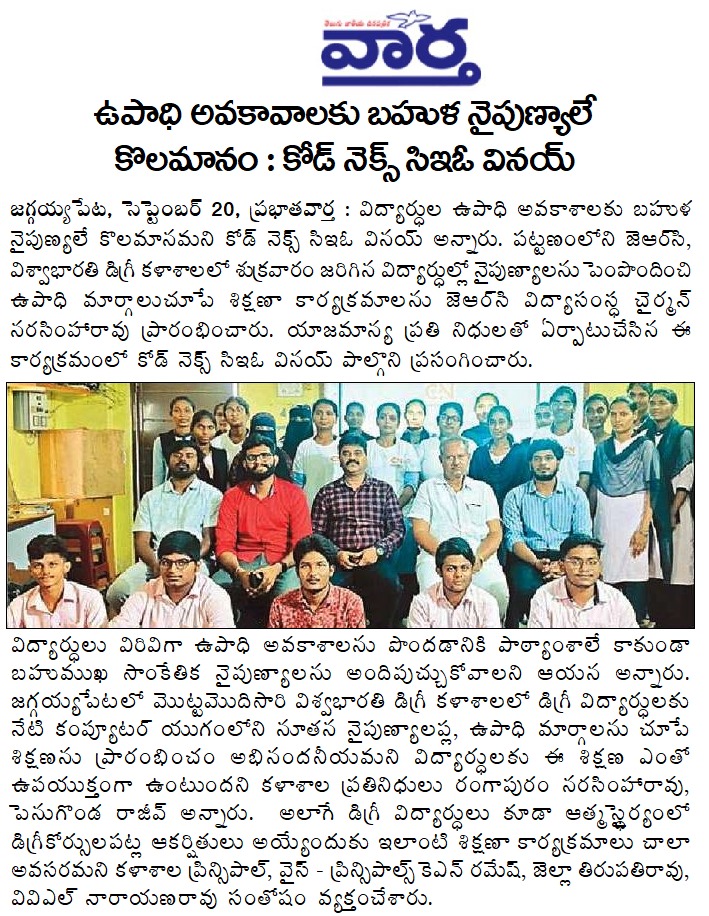 తెలుగు జాతీయ దినపత్రిక
వార్త
ఉపాధి అవకావాలకు బహుళ నైపుణ్యాలే
కొలమానం : కోడ్ నెక్స్ సిఇఓ వినయ్
జగ్గయ్యపేట, సెప్టెంబర్ 20, ప్రభాతవార్త : విద్యార్థుల ఉపాధి అవకాశాలకు బహుళ
నైపుణ్యలే కొలమానమని కోడ్ నెక్స్ సిఇఓ వినయ్ అన్నారు. పట్టణంలోని జెఆర్‌సి,
విశ్వాభారతి డిగ్రీ కళాశాలలో శుక్రవారం జరిగిన విద్యార్థుల్లో నైపుణ్యాలను పెంపొందించి
ఉపాధి మార్గాలుచూపే శిక్షణా కార్యక్రమాలను జెఆర్‌సి విద్యాసంస్థ చైర్మన్
నరసింహారావు ప్రారంభించారు. యాజమాన్య ప్రతి నిధులతో ఏర్పాటుచేసిన ఈ
కార్యక్రమంలో కోడ్ నెక్స్ సిఇఓ వినయ్ పాల్గొని ప్రసంగించారు.
విద్యార్థులు విరివిగా ఉపాధి అవకాశాలను పొందడానికి పాఠ్యాంశాలే కాకుండా
బహుముఖ సాంకేతిక నైపుణ్యాలను అందిపుచ్చుకోవాలని ఆయన అన్నారు.
జగ్గయ్యపేటలో మొట్టమొదిసారి విశ్వభారతి డిగ్రీ కళాశాలలో డిగ్రీ విద్యార్థులకు
నేటి కంప్యూటర్ యుగంలోని నూతన నైపుణ్యాలపై, ఉపాధి మార్గాలను చూపే
శిక్షణను ప్రారంభించం అభినందనీయమని విద్యార్థులకు ఈ శిక్షణ ఎంతో
ఉపయుక్తంగా ఉంటుందని కళాశాల ప్రతినిధులు రంగాపురం నరసింహారావు,
పెనుగొండ రాజీవ్ అన్నారు. అలాగే డిగ్రీ విద్యార్థులు కూడా ఆత్మస్థైర్యంలో
డిగ్రీకోర్సులపట్ల ఆకర్షితులు అయ్యేందుకు ఇలాంటి శిక్షణా కార్యక్రమాలు చాలా
అవసరమని కళాశాల ప్రిన్సిపాల్, వైస్ - ప్రిన్సిపాల్స్ కెఎన్ రమేష్, జెల్లా తిరుపతిరావు,
వివిఎల్ నారాయణరావు సంతోషం వ్యక్తంచేశారు.